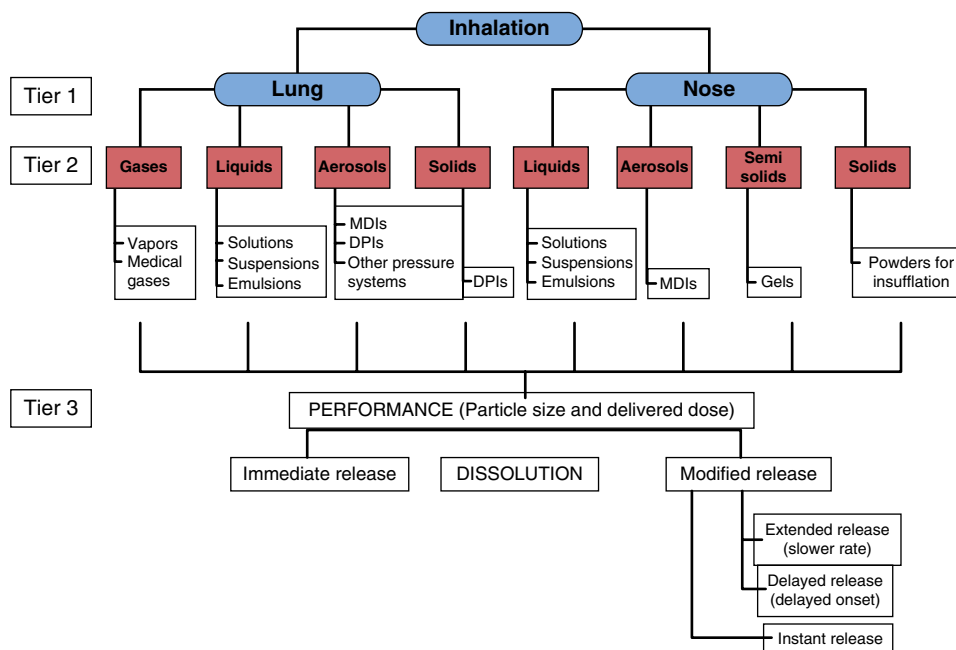 Inhalation
Tier 1
Lung
Nose
Tier 2
Gases
Liquids
Aerosols
Solids
Liquids
Aerosols
Semi
solids
Solids
Vapors
Medical
gases
Solutions
Suspensions
Emulsions
MDIs
DPIs
Other pressure
systems
DPIs
Solutions
Suspensions
Emulsions
MDIs
Gels
Powders for
insufflation
Tier 3
PERFORMANCE (Particle size and delivered dose)
Immediate release
DISSOLUTION
Modified release
Extended release
(slower rate)
Delayed release
(delayed onset)
Instant release